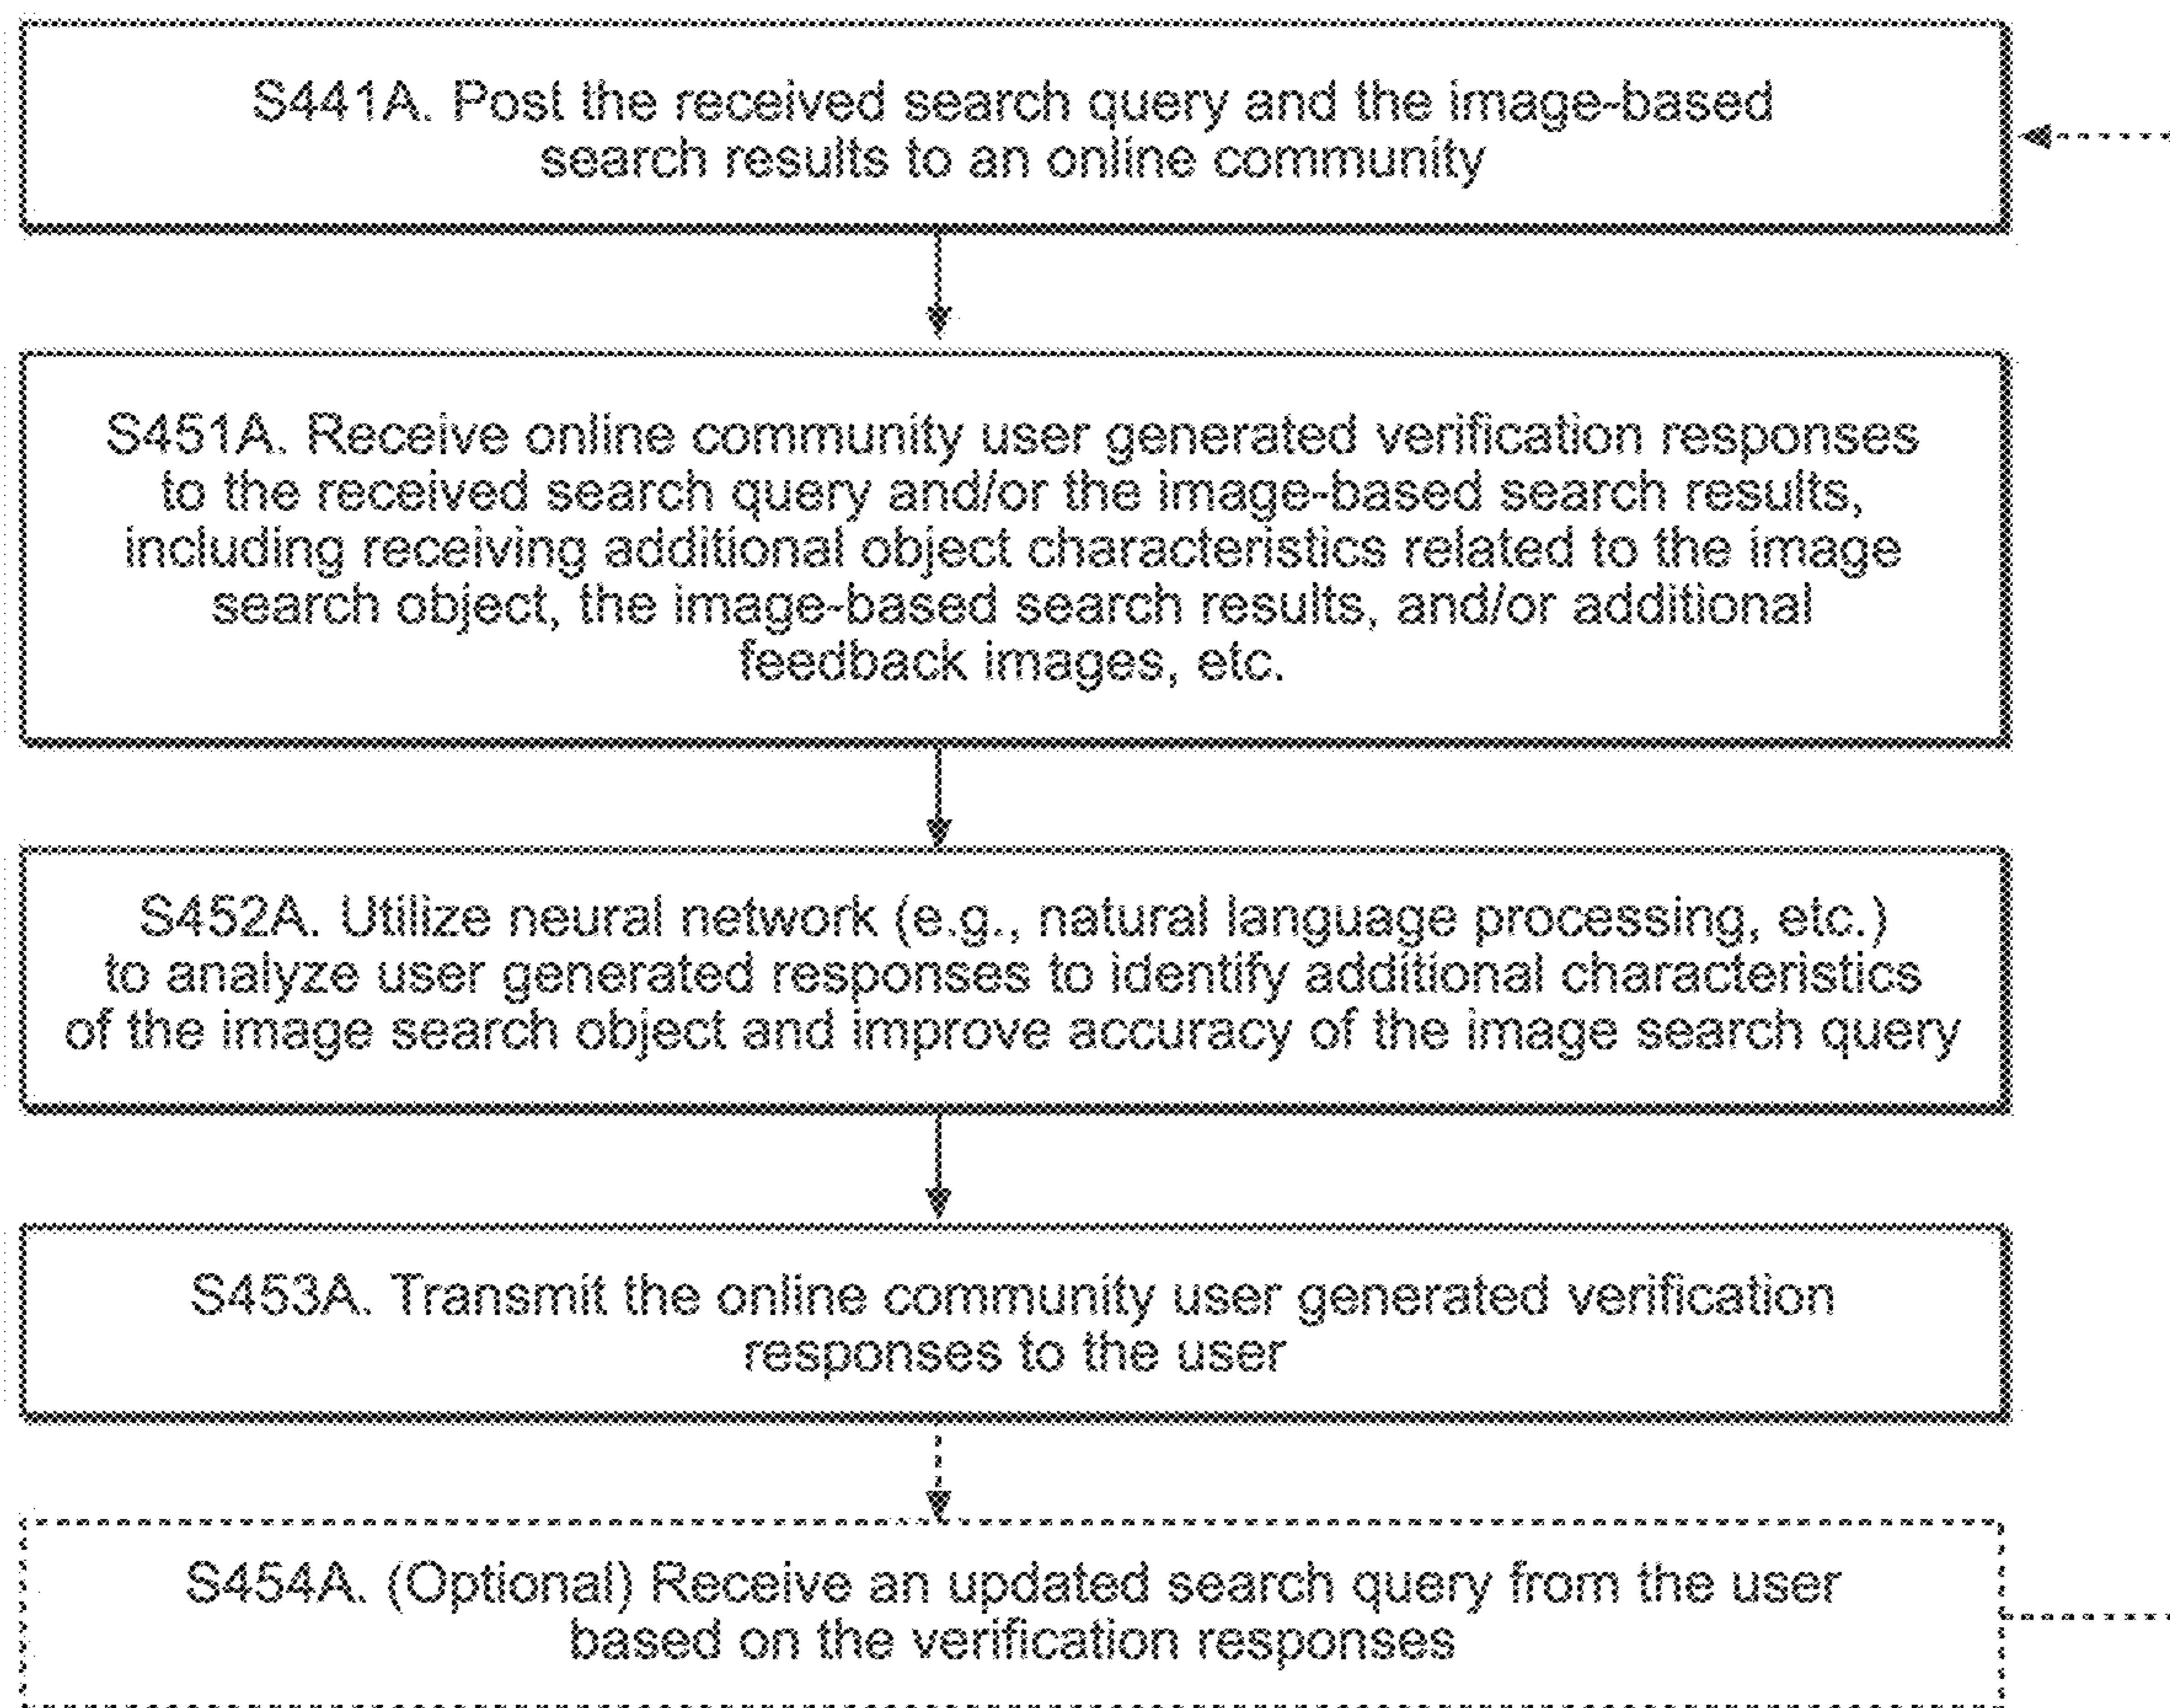 S441A. Post the received search query and the image-based
search results to an online community
S451A. Receive online community user generated verification responses
to the received search query and/or the image-based search results,
including receiving additional object characteristics related to the image
search object, the image-based search results, and/or additional
feedback images, etc.
S452A. Utilize neural network (e.g., natural language processing, etc.)
to analyze user generated responses to identify additional characteristics
of the image search object and improve accuracy of the image search query
S453A. Transmit the online community user generated verification
responses to the user
S454A. (Optional) Receive an updated search query from the user
based on the verification responses